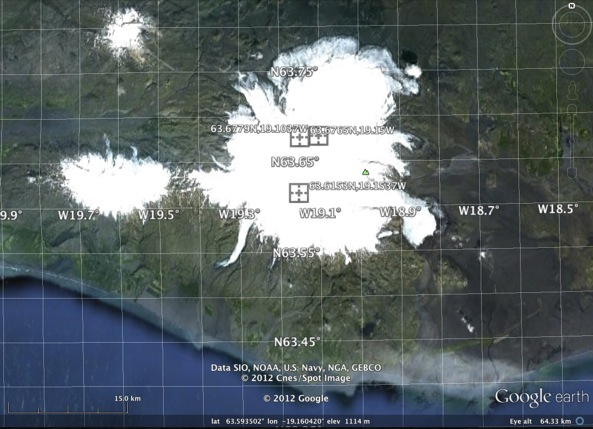 N63.75°
63.6779N,19.1637W
63.6765N,19.15W
N63.65°
63.6153N,19.1537W
9.9° W19.7° W19.5° W19.3° W19.1° W18.9° W18.7° W18.5°
N63.55°
N63.45°
Data SIO, NOAA, U.S. Navy, NGA, GEBCO
© 2012 Cnes/Spot Image
15.0 km
© 2012 Google
Google earth
lat 63.593502° lon -19.160420° elev 1114 m
Eye alt 64.33 km